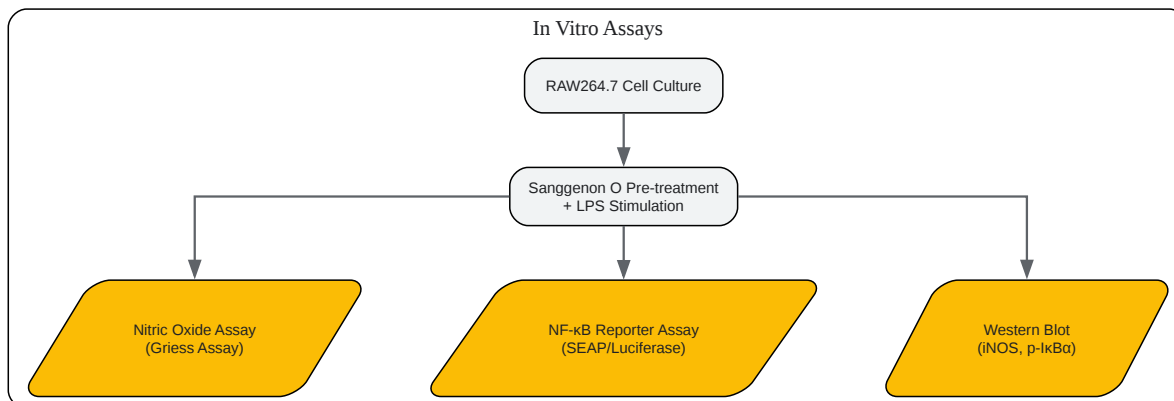 In Vitro Assays
RAW264.7 Cell Culture
Sanggenon O Pre-treatment
+ LPS Stimulation
Nitric Oxide Assay
(Griess Assay)
NF-κB Reporter Assay
(SEAP/Luciferase)
Western Blot
(iNOS, p-IκBα)